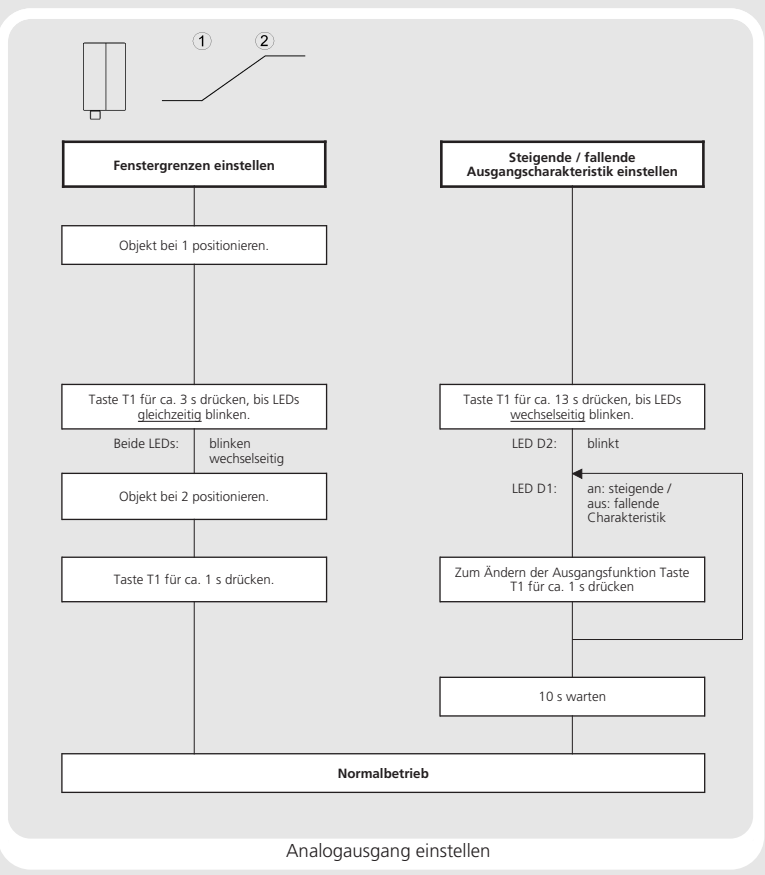 ① ②
Fenstergrenzen einstellen
Objekt bei 1 positionieren.
Taste T1 für ca. 3 s drücken, bis LEDs
gleichzeitig blinken.
Beide LEDs: blinken
wechselseitig
Objekt bei 2 positionieren.
Taste T1 für ca. 1 s drücken.
Steigende / fallende
Ausgangscharakteristik einstellen
Taste T1 für ca. 13 s drücken, bis LEDs
wechselseitig blinken.
LED D2: blinkt
LED D1: an: steigende /
aus: fallende
Charakteristik
Zum Ändern der Ausgangsfunktion Taste
T1 für ca. 1 s drücken
10 s warten
Normalbetrieb
Analogausgang einstellen